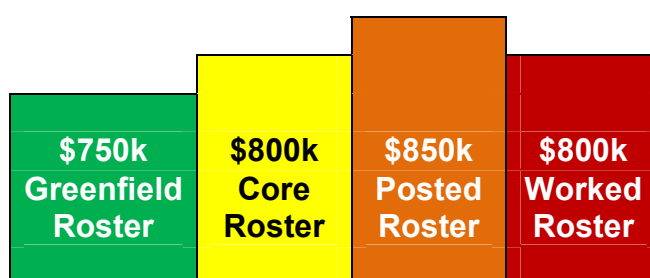 $750k
Greenfield
Roster
$800k
Core
Roster
$850k
Posted
Roster
$800k
Worked
Roster